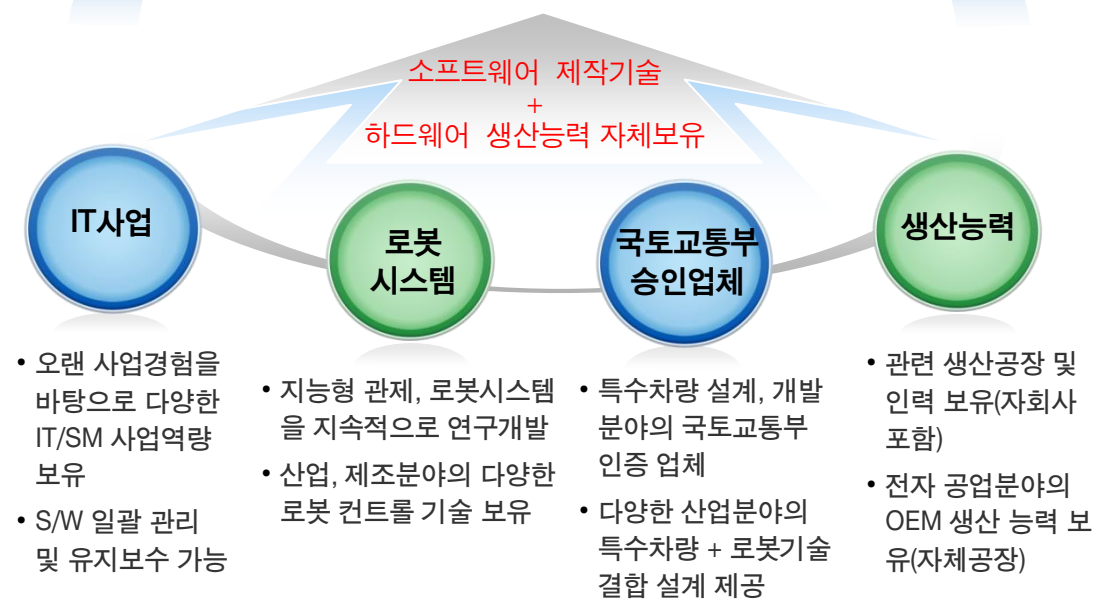 소프트웨어 제작기술
+
하드웨어 생산능력 자체보유
IT사업
로봇
시스템
국토교통부
승인업체
생산능력
• 오랜 사업경험을
바탕으로 다양한
IT/SM 사업역량
보유
• S/W 일괄 관리
및 유지보수 가능
• 지능형 관제, 로봇시스템
을 지속적으로 연구개발
• 산업, 제조분야의 다양한
로봇 컨트롤 기술 보유
• 특수차량 설계, 개발
분야의 국토교통부
인증 업체
• 다양한 산업분야의
특수차량 + 로봇기술
결합 설계 제공
• 관련 생산공장 및
인력 보유(자회사
포함)
• 전자 공업분야의
OEM 생산 능력 보
유(자체공장)